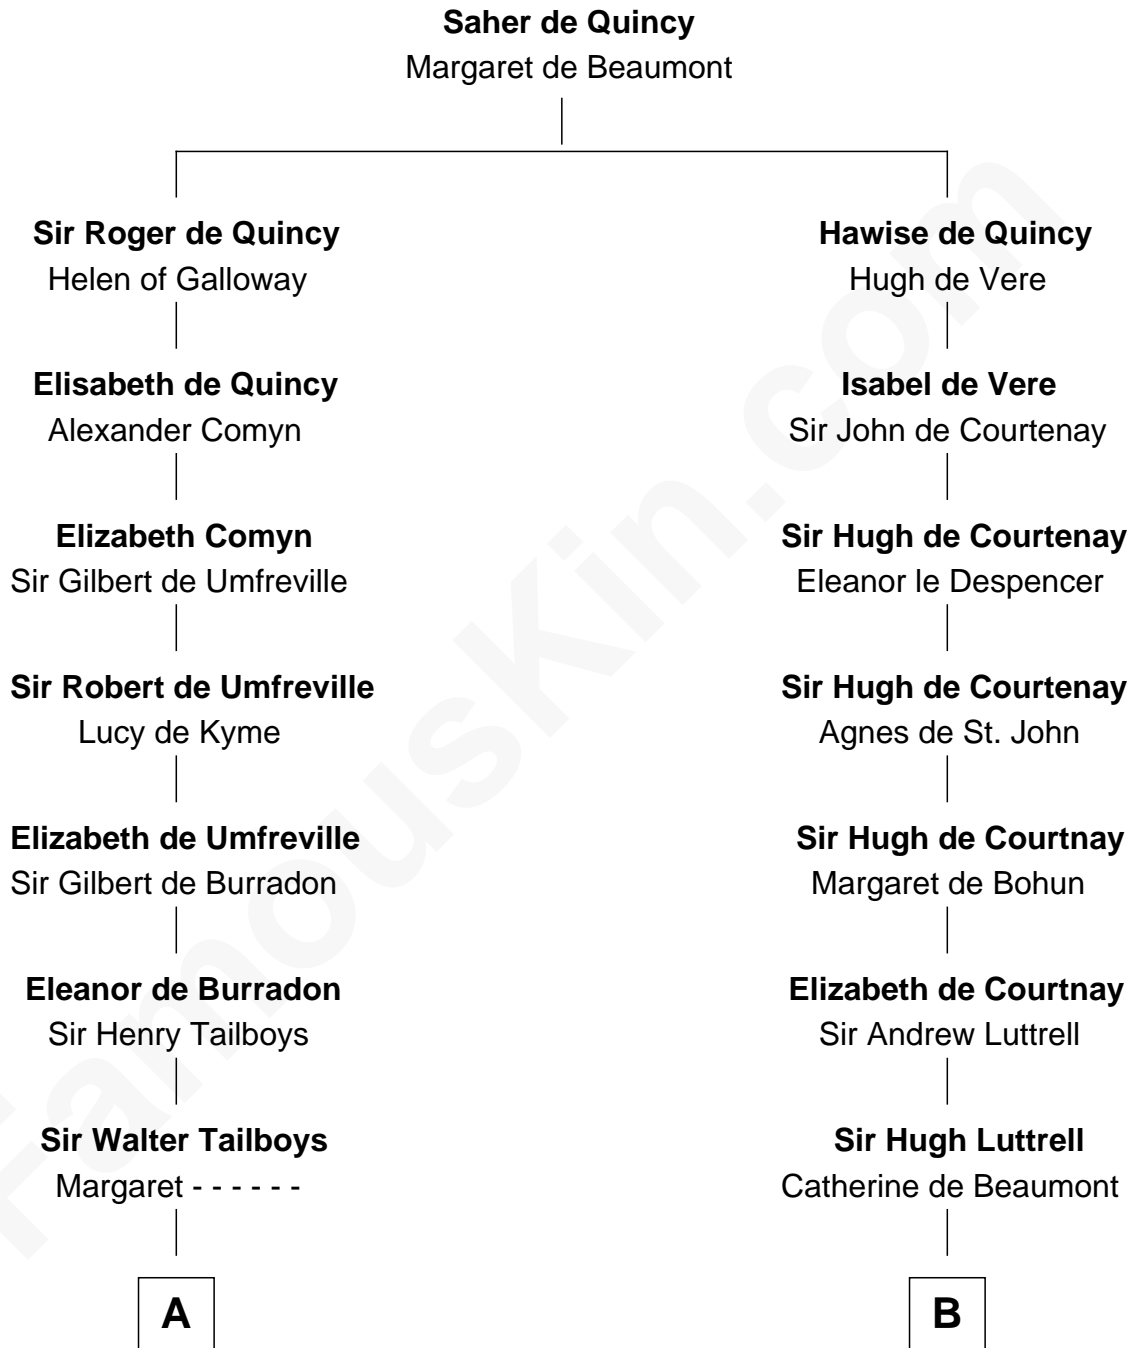 Saher de Quincy
Margaret de Beaumont
Sir Roger de Quincy
Helen of Galloway
Hawise de Quincy
Hugh de Vere
Elisabeth de Quincy
Alexander Comyn
Isabel de Vere
Sir John de Courtenay
Elizabeth Comyn
Sir Gilbert de Umfreville
Sir Hugh de Courtenay
Eleanor le Despencer
Sir Robert de Umfreville
Lucy de Kyme
Sir Hugh de Courtenay
Agnes de St. John
Elizabeth de Umfreville
Sir Gilbert de Burradon
Sir Hugh de Courtnay
Margaret de Bohun
Eleanor de Burradon
Sir Henry Tailboys
Elizabeth de Courtnay
Sir Andrew Luttrell
Sir Walter Tailboys
Margaret - - - - - -
Sir Hugh Luttrell
Catherine de Beaumont
A
B
FamousKin.com